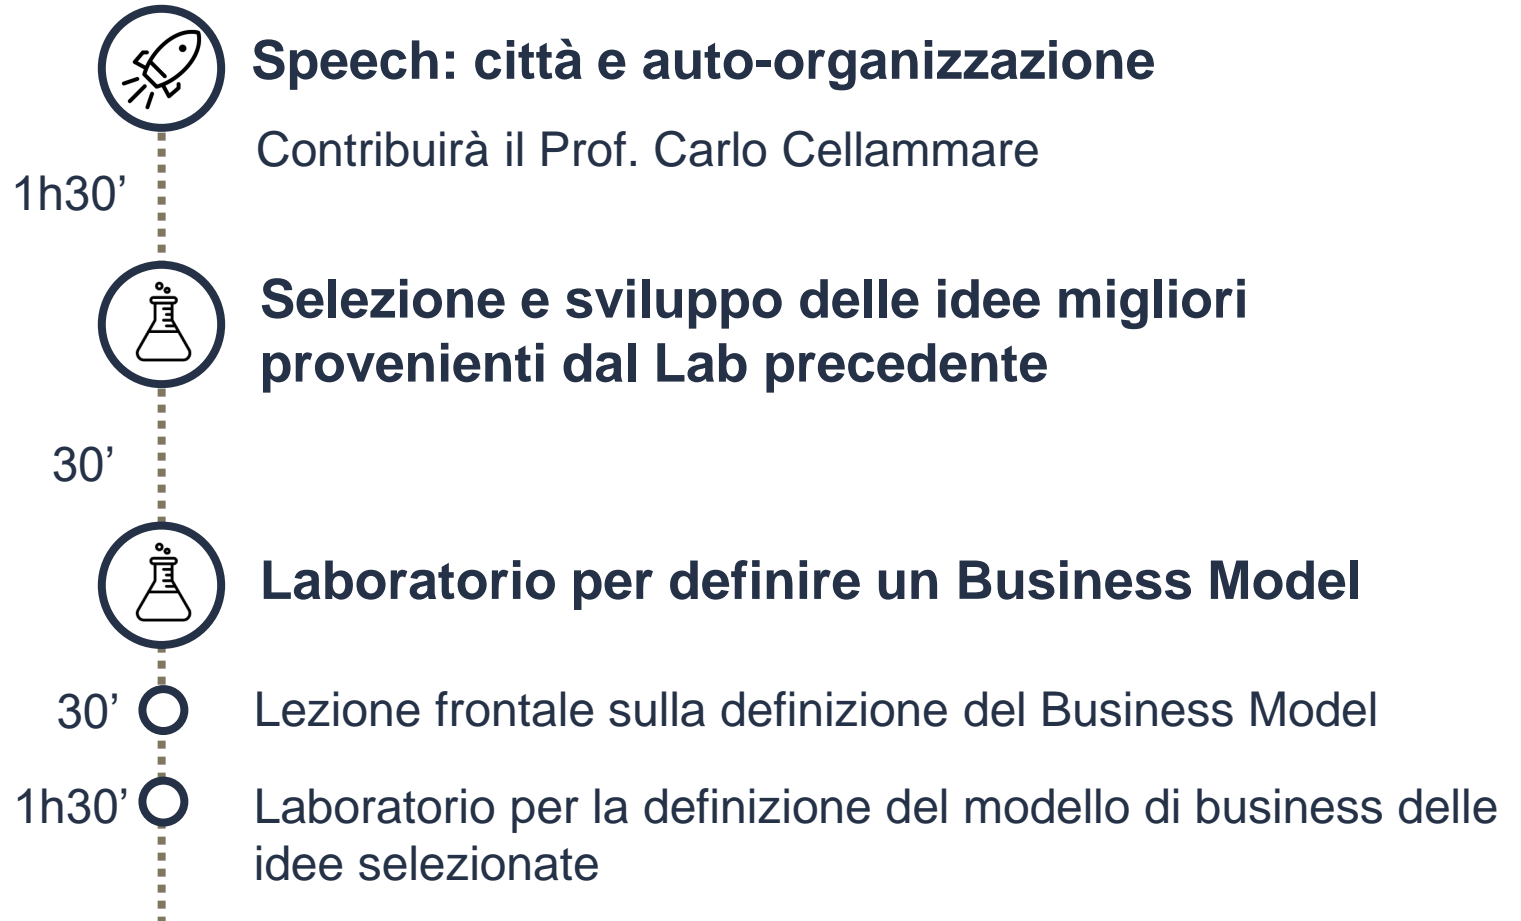 Speech: città e auto-organizzazione
Contribuirà il Prof. Carlo Cellammare
1h30’
Selezione e sviluppo delle idee migliori
provenienti dal Lab precedente
30’
Laboratorio per definire un Business Model
30’ Lezione frontale sulla definizione del Business Model
1h30’ Laboratorio per la definizione del modello di business delle
idee selezionate